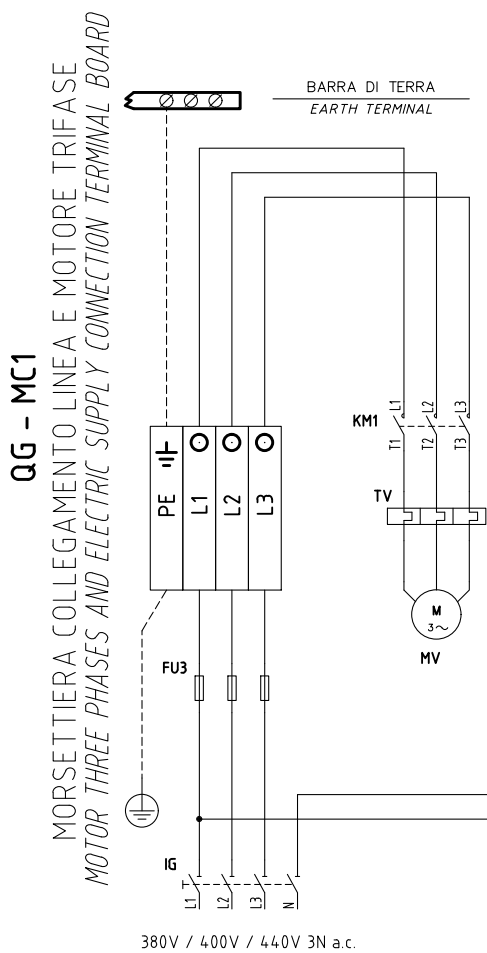 QG - MC1
MORSETTIERA COLLEGAMENTO LINEA E MOTORE TRIFASE
MOTOR THREE PHASES AND ELECTRIC SUPPLY CONNECTION TERMINAL BOARD
BARRA DI TERRA
EARTH TERMINAL
KM1
L1 L2 L3
T1 T2 T3
PE L1 L2 L3
TV
M
3~
MV
FU3
IG
L1 L2 L3 N
380V / 400V / 440V 3N a.c.